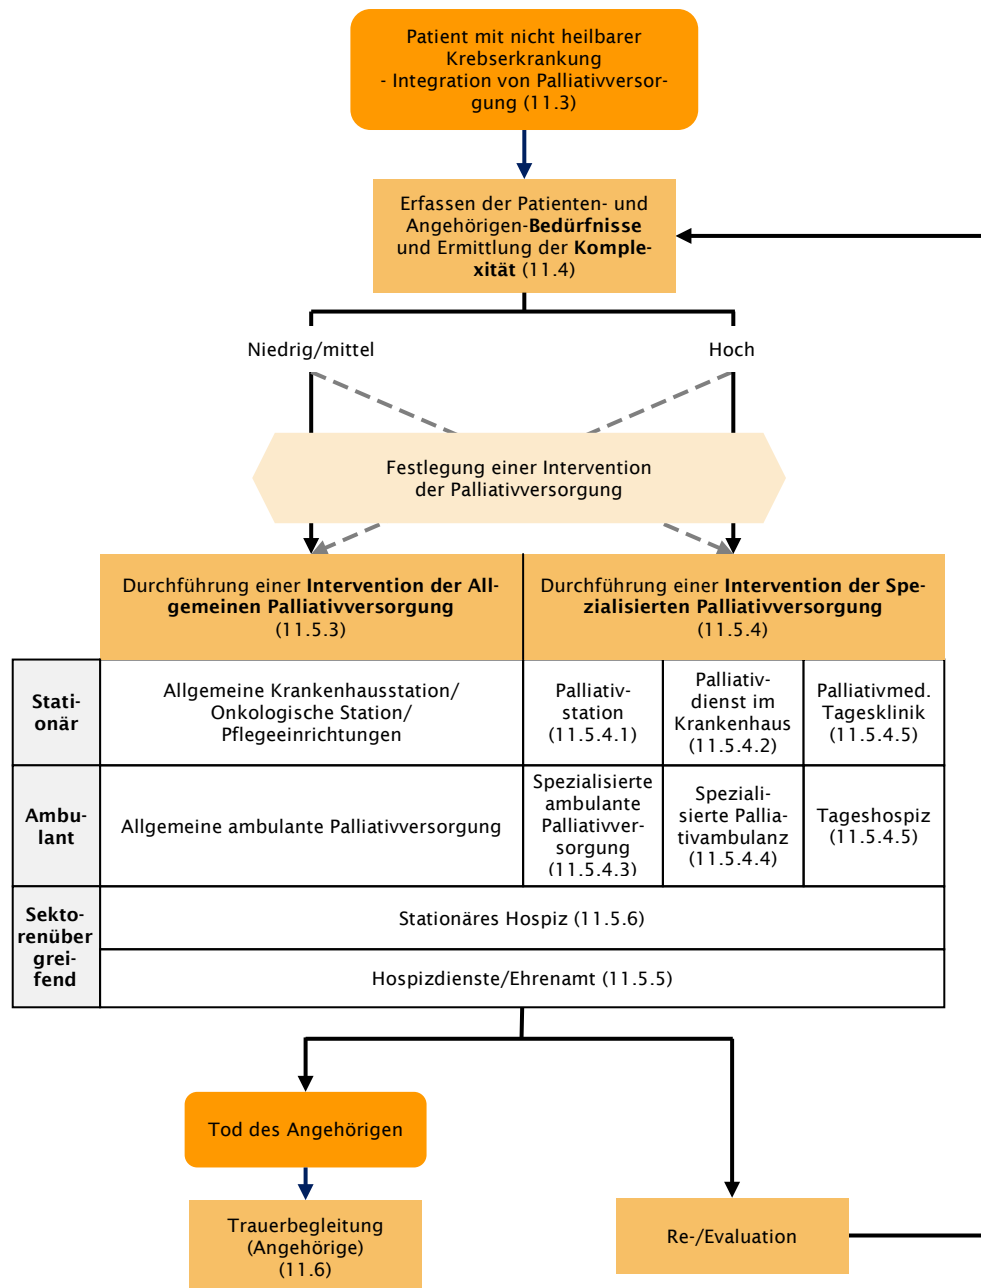 Patient mit nicht heilbarer
Krebserkrankung
- Integration von Palliativversor-
gung (11.3)
Erfassen der Patienten- und
Angehörigen-Bedürfnisse
und Ermittlung der Komple-
xität (11.4)
Niedrig/mittel
Hoch
Festlegung einer Intervention
der Palliativversorgung
Durchführung einer Intervention der All-
gemeinen Palliativversorgung
(11.5.3)
Durchführung einer Intervention der Spe-
zialisierten Palliativversorgung
(11.5.4)
Stati-
onär
Allgemeine Krankenhausstation/
Onkologische Station/
Pflegeeinrichtungen
Palliativ-
station
(11.5.4.1)
Palliativ-
dienst im
Krankenhaus
(11.5.4.2)
Palliativmed.
Tagesklinik
(11.5.4.5)
Ambu-
lant
Allgemeine ambulante Palliativversorgung
Spezialisierte
ambulante
Palliativver-
sorgung
(11.5.4.3)
Speziali-
sierte Palli-
ativambulanz
(11.5.4.4)
Tageshospiz
(11.5.4.5)
Sekto-
renüber
grei-
fend
Stationäres Hospiz (11.5.6)
Hospizdienste/Ehrenamt (11.5.5)
Tod des Angehörigen
Trauerbegleitung
(Angehörige)
(11.6)
Re-/Evaluation